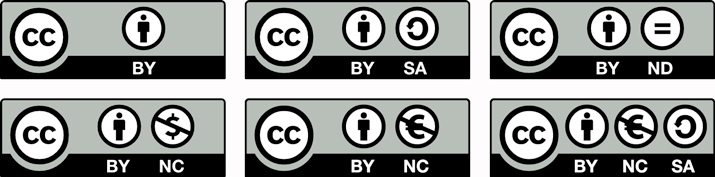 cc BY
cc BY SA
cc = BY ND
cc $ BY NC
cc € BY NC
cc € BY NC SA